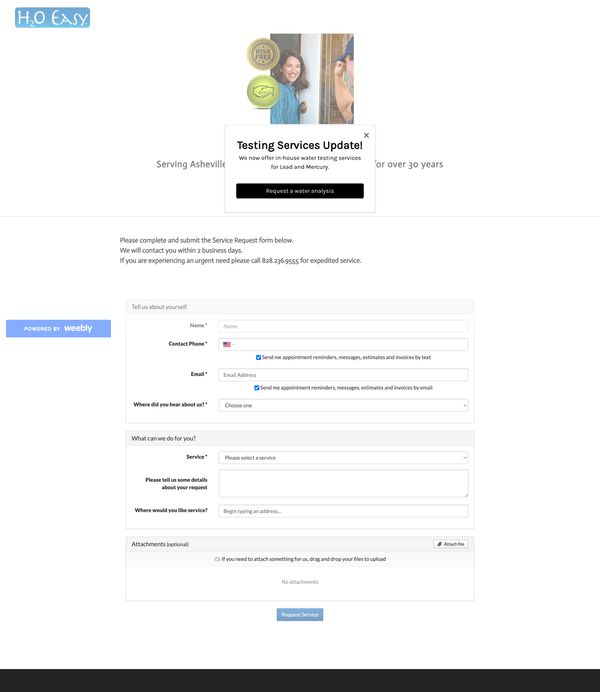 H2O Easy
RISK
FREE
×
Testing Services Update!
We now offer in-house water testing services
for Lead and Mercury.
Request a water analysis
Serving Asheville
for over 30 years
Please complete and submit the Service Request form below.
We will contact you within 2 business days.
If you are experiencing an urgent need please call 828.236.9555 for expedited service.
POWERED BY weebly
Tell us about yourself
Name *
Name
Contact Phone *
Send me appointment reminders, messages, estimates and invoices by text
Email *
Email Address
Send me appointment reminders, messages, estimates and invoices by email
Where did you hear about us? *
Choose one
What can we do for you?
Service *
Please select a service
Please tell us some details
about your request
Where would you like service?
Begin typing an address...
Attachments (optional)
Attach file
If you need to attach something for us, drag and drop your files to upload
No attachments
Request Service